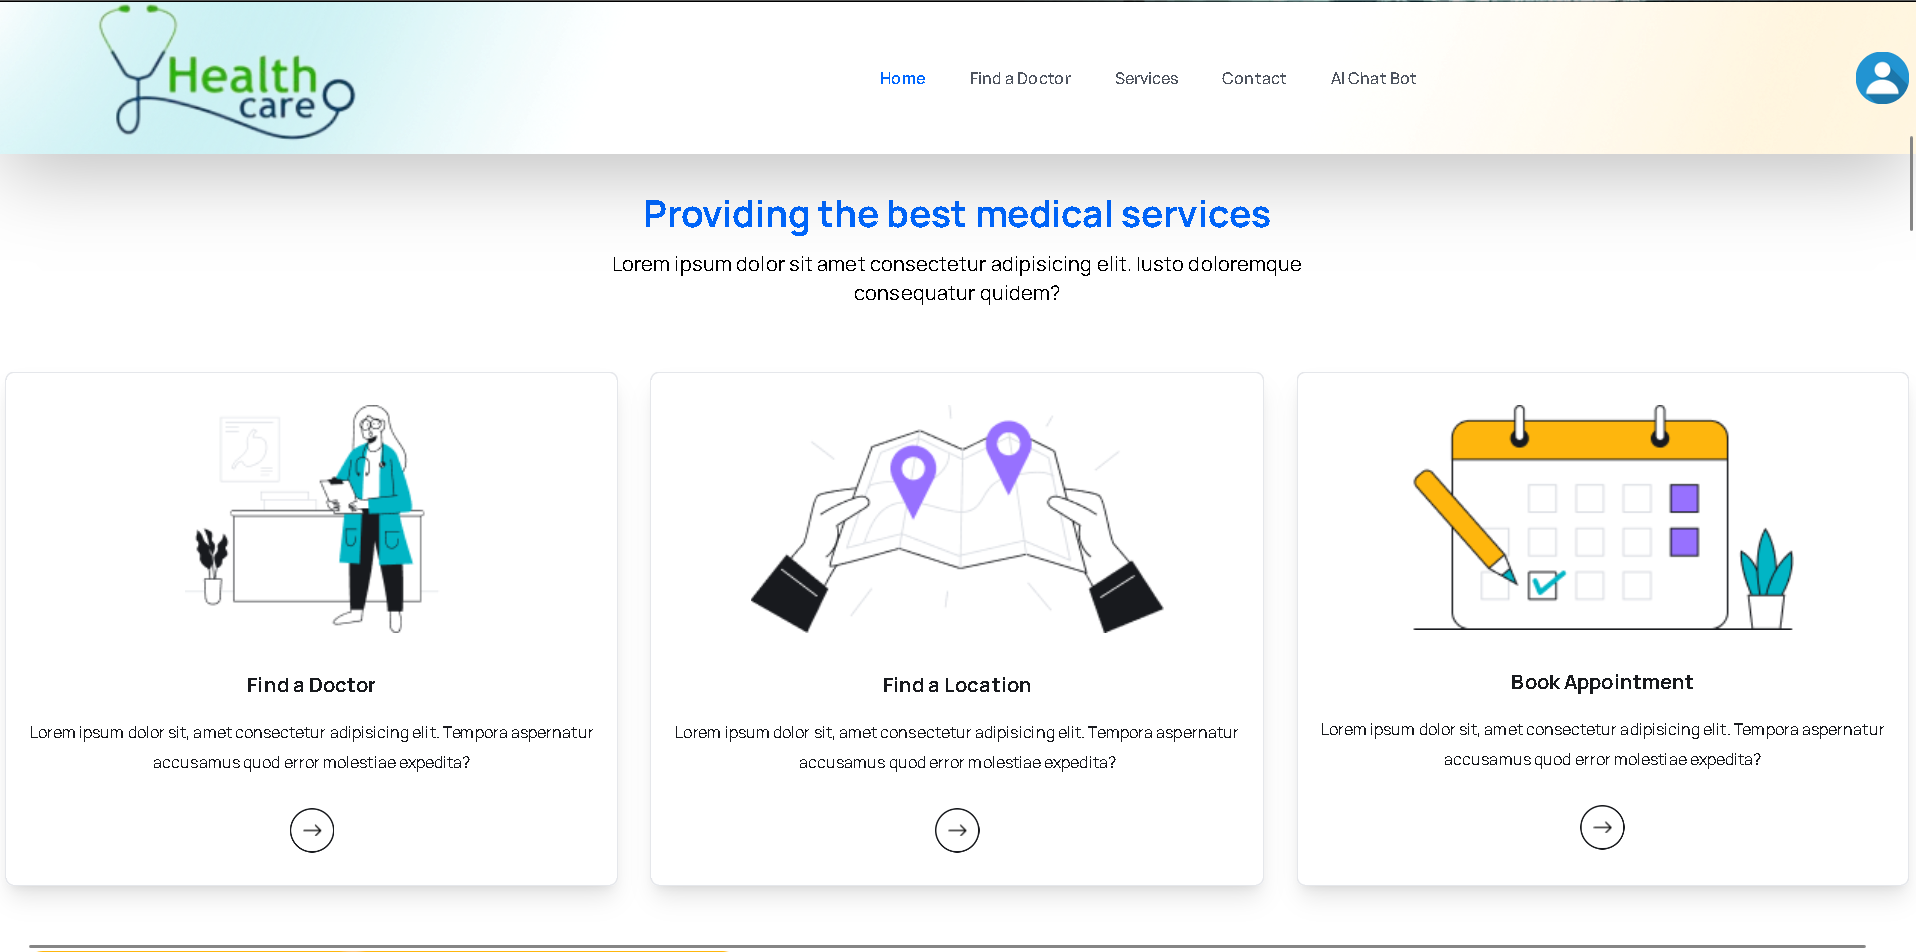 Health
care
Home Find a Doctor Services Contact AI Chat Bot
Providing the best medical services
Lorem ipsum dolor sit amet consectetur adipisicing elit. Iusto doloremque
consequatur quidem?
Find a Doctor
Lorem ipsum dolor sit, amet consectetur adipisicing elit. Tempora aspernatur
accusamus quod error molestiae expedita?
Find a Location
Lorem ipsum dolor sit, amet consectetur adipisicing elit. Tempora aspernatur
accusamus quod error molestiae expedita?
Book Appointment
Lorem ipsum dolor sit, amet consectetur adipisicing elit. Tempora aspernatur
accusamus quod error molestiae expedita?